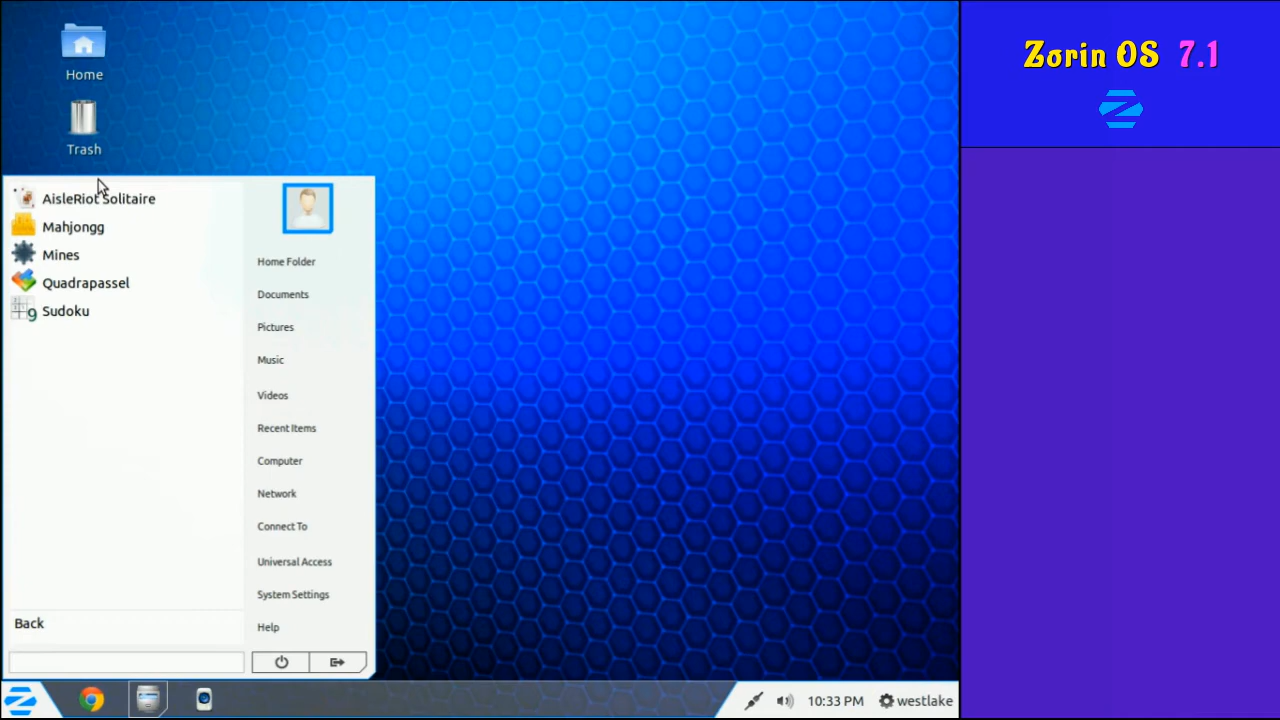 Home
Trash
AisleRiot Solitaire
Mahjongg
Mines
Quadrapassel
Sudoku
Back
Home Folder
Documents
Pictures
Music
Videos
Recent Items
Computer
Network
Connect To
Universal Access
System Settings
Help
10:33 PM westlake
Zorin OS 7.1